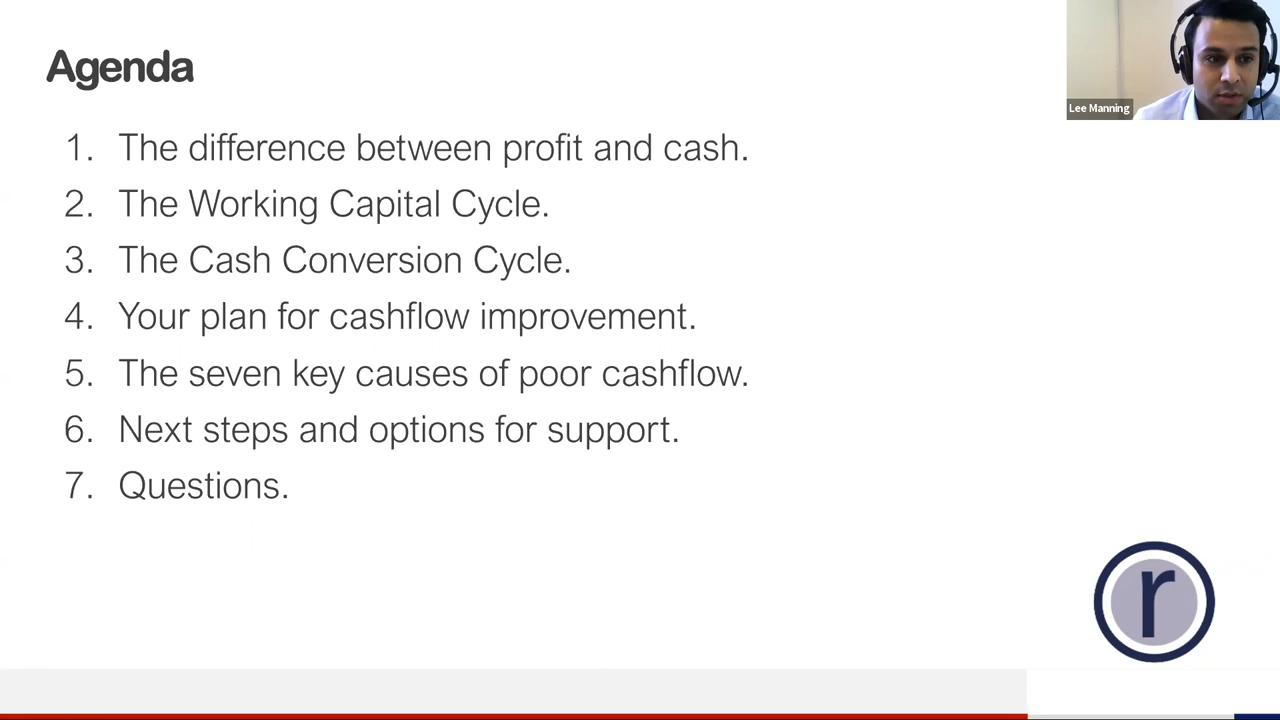 Agenda
1. The difference between profit and cash.
2. The Working Capital Cycle.
3. The Cash Conversion Cycle.
4. Your plan for cashflow improvement.
5. The seven key causes of poor cashflow.
6. Next steps and options for support.
7. Questions.
Lee Manning
r